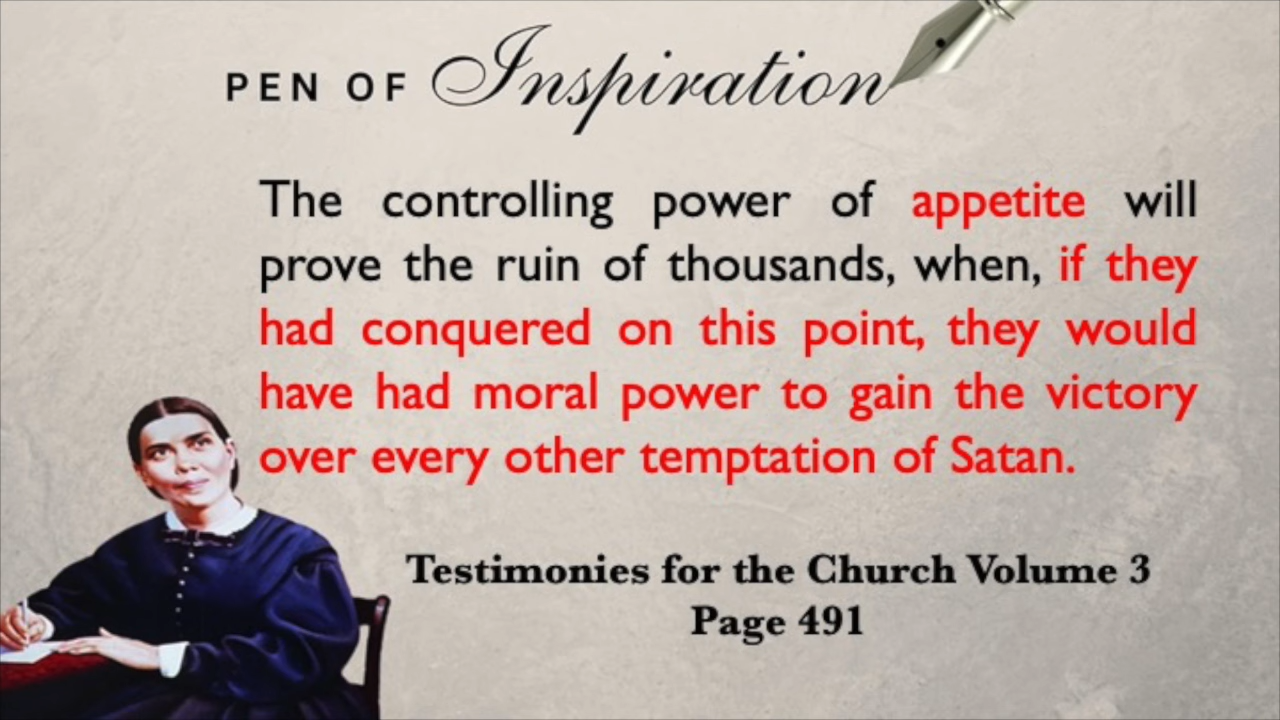 PEN OF Inspiration
The controlling power of appetite will
prove the ruin of thousands, when, if they
had conquered on this point, they would
have had moral power to gain the victory
over every other temptation of Satan.
Testimonies for the Church Volume 3
Page 491